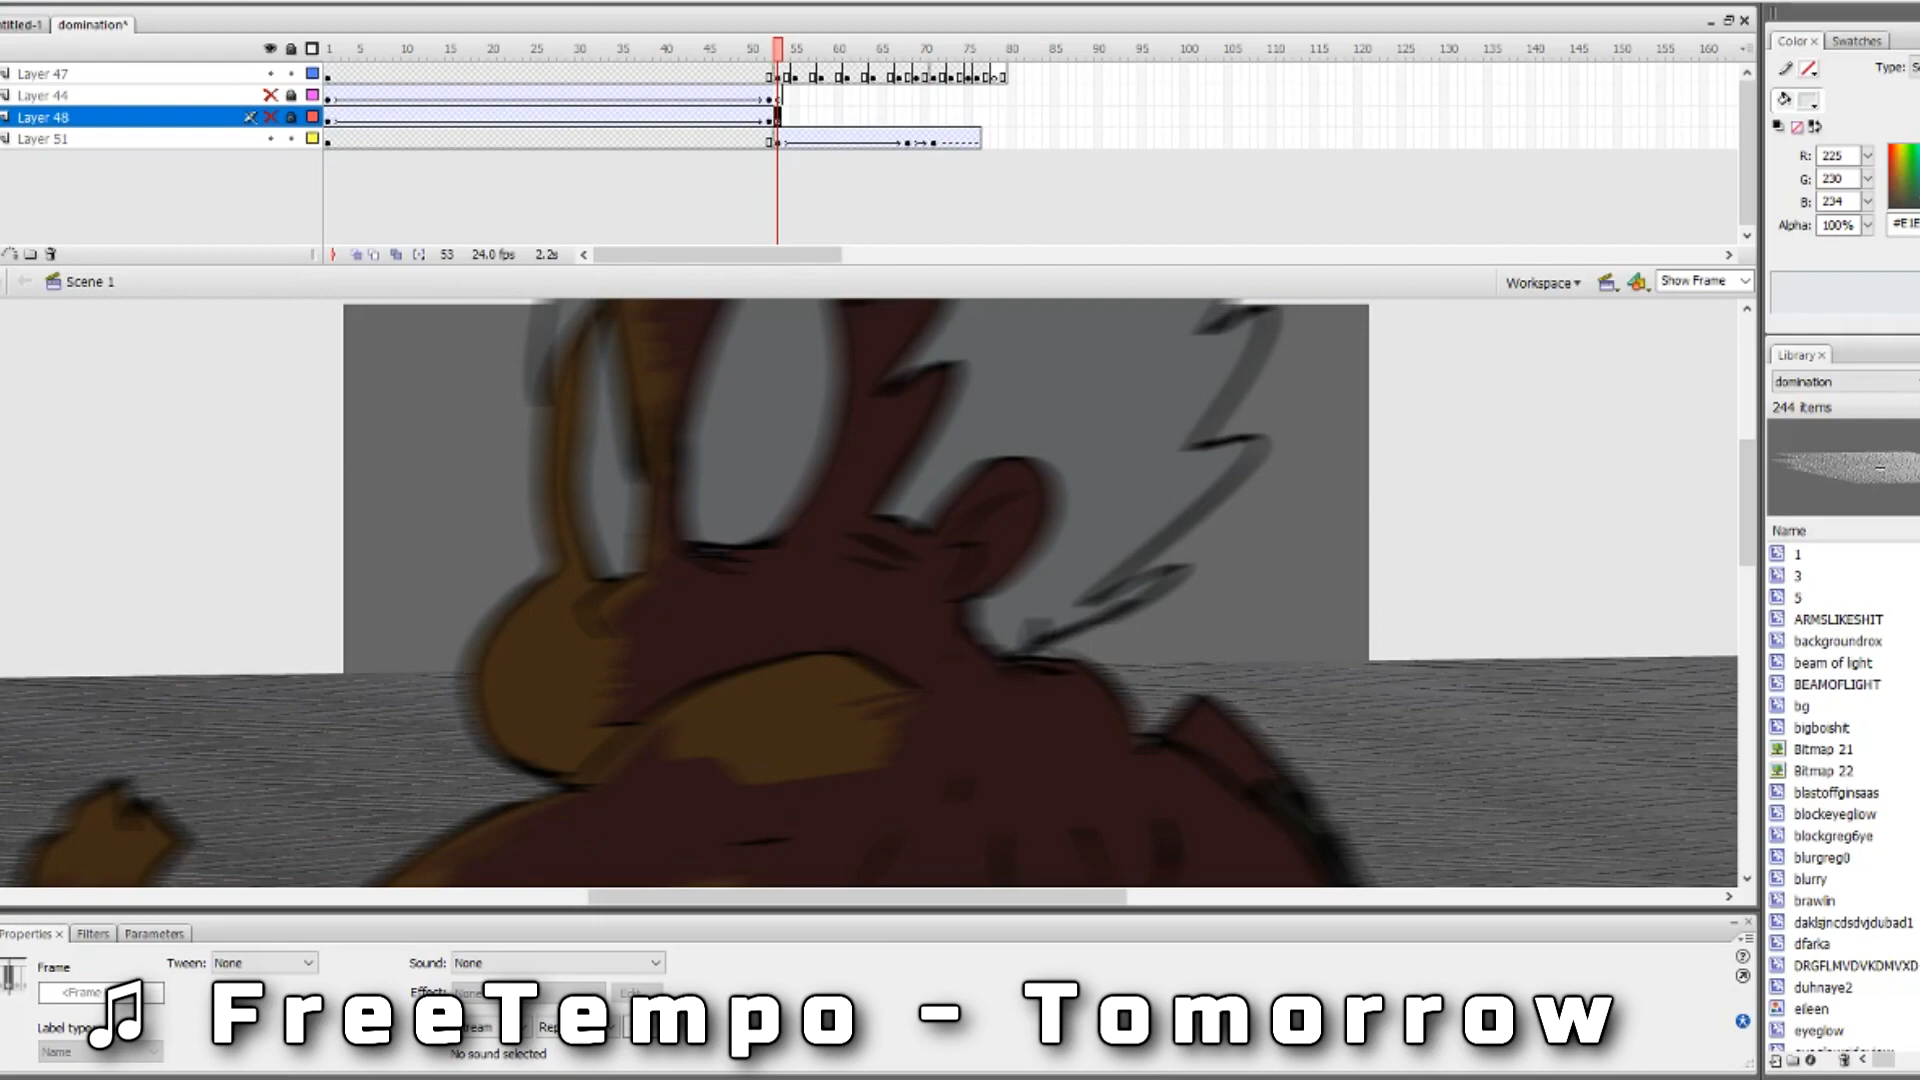 ntitled-1 domination*
1 5 10 15 20 25 30 35 40 45 50 55 60 65 70 75 80 85 90 95 100 105 110 115 120 125 130 135 140 145 150 155 160
Layer 47
Layer 44
Layer 48
Layer 51
53 24.0 fps 2.2s
Scene 1
Workspace
Show Frame
Color Swatches
Type:
R: 225
G: 230
B: 234
Alpha: 100%
Library
domination
244 items
Name
1
3
5
ARMSLIKESHIT
backgroundrox
beam of light
BEAMOFLIGHT
bg
bigboishit
Bitmap 21
Bitmap 22
blastoffginsaas
blockeyeglow
blockgreg6ye
blurgreg0
blurry
brawlin
dfarka
DRGFLMVDVKDMVXD
duhnaye2
eileen
eyeglow
Properties Filters Parameters
Frame
Tween: None
Sound: None
<Frame
Effect:
Label type
Name
No sound selected
♫ FreeTempo - Tomorrow